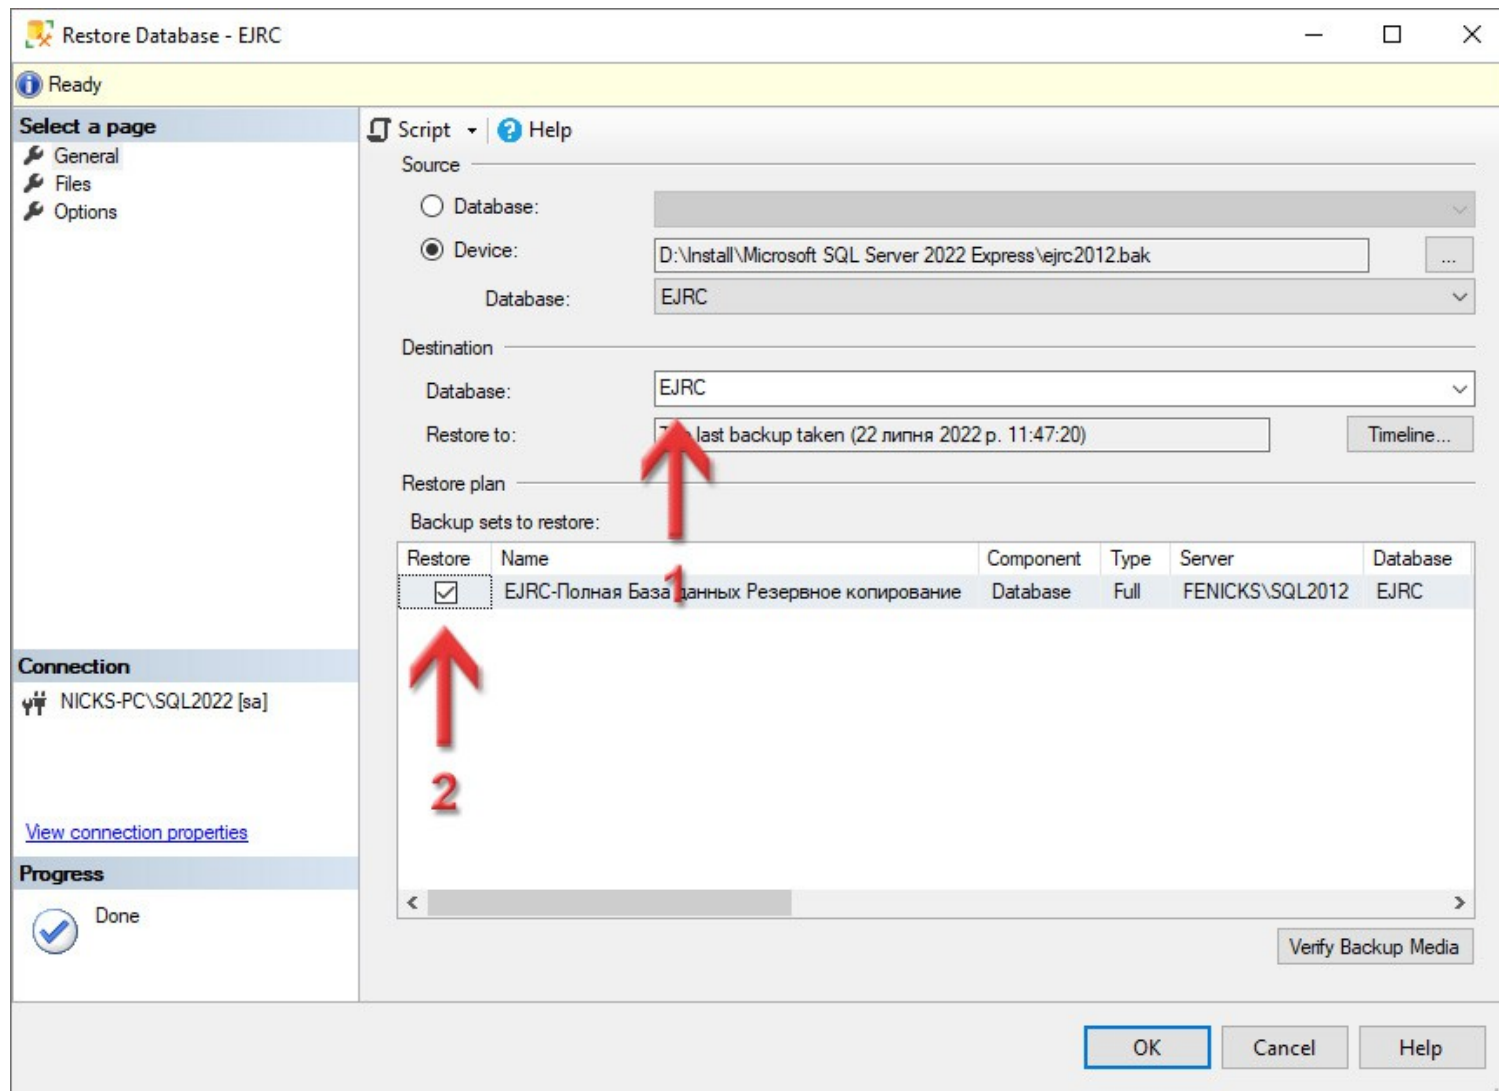 Restore Database - EJRC
Ready
Select a page
General
Files
Options
Connection
NICKS-PC\SQL2022 [sa]
View connection properties
Progress
Done
Script Help
Source
Database:
Device: D:\Install\Microsoft SQL Server 2022 Express\ejrc2012.bak ...
Database: EJRC
Destination
Database: EJRC
Restore to: last backup taken (22 липня 2022 р. 11:47:20) Timeline...
Restore plan
Backup sets to restore:
Restore Name Component Type Server Database
EJRC-Полная База данных Резервное копирование Database Full FENICKS\SQL2012 EJRC
1
2
Verify Backup Media
OK Cancel Help